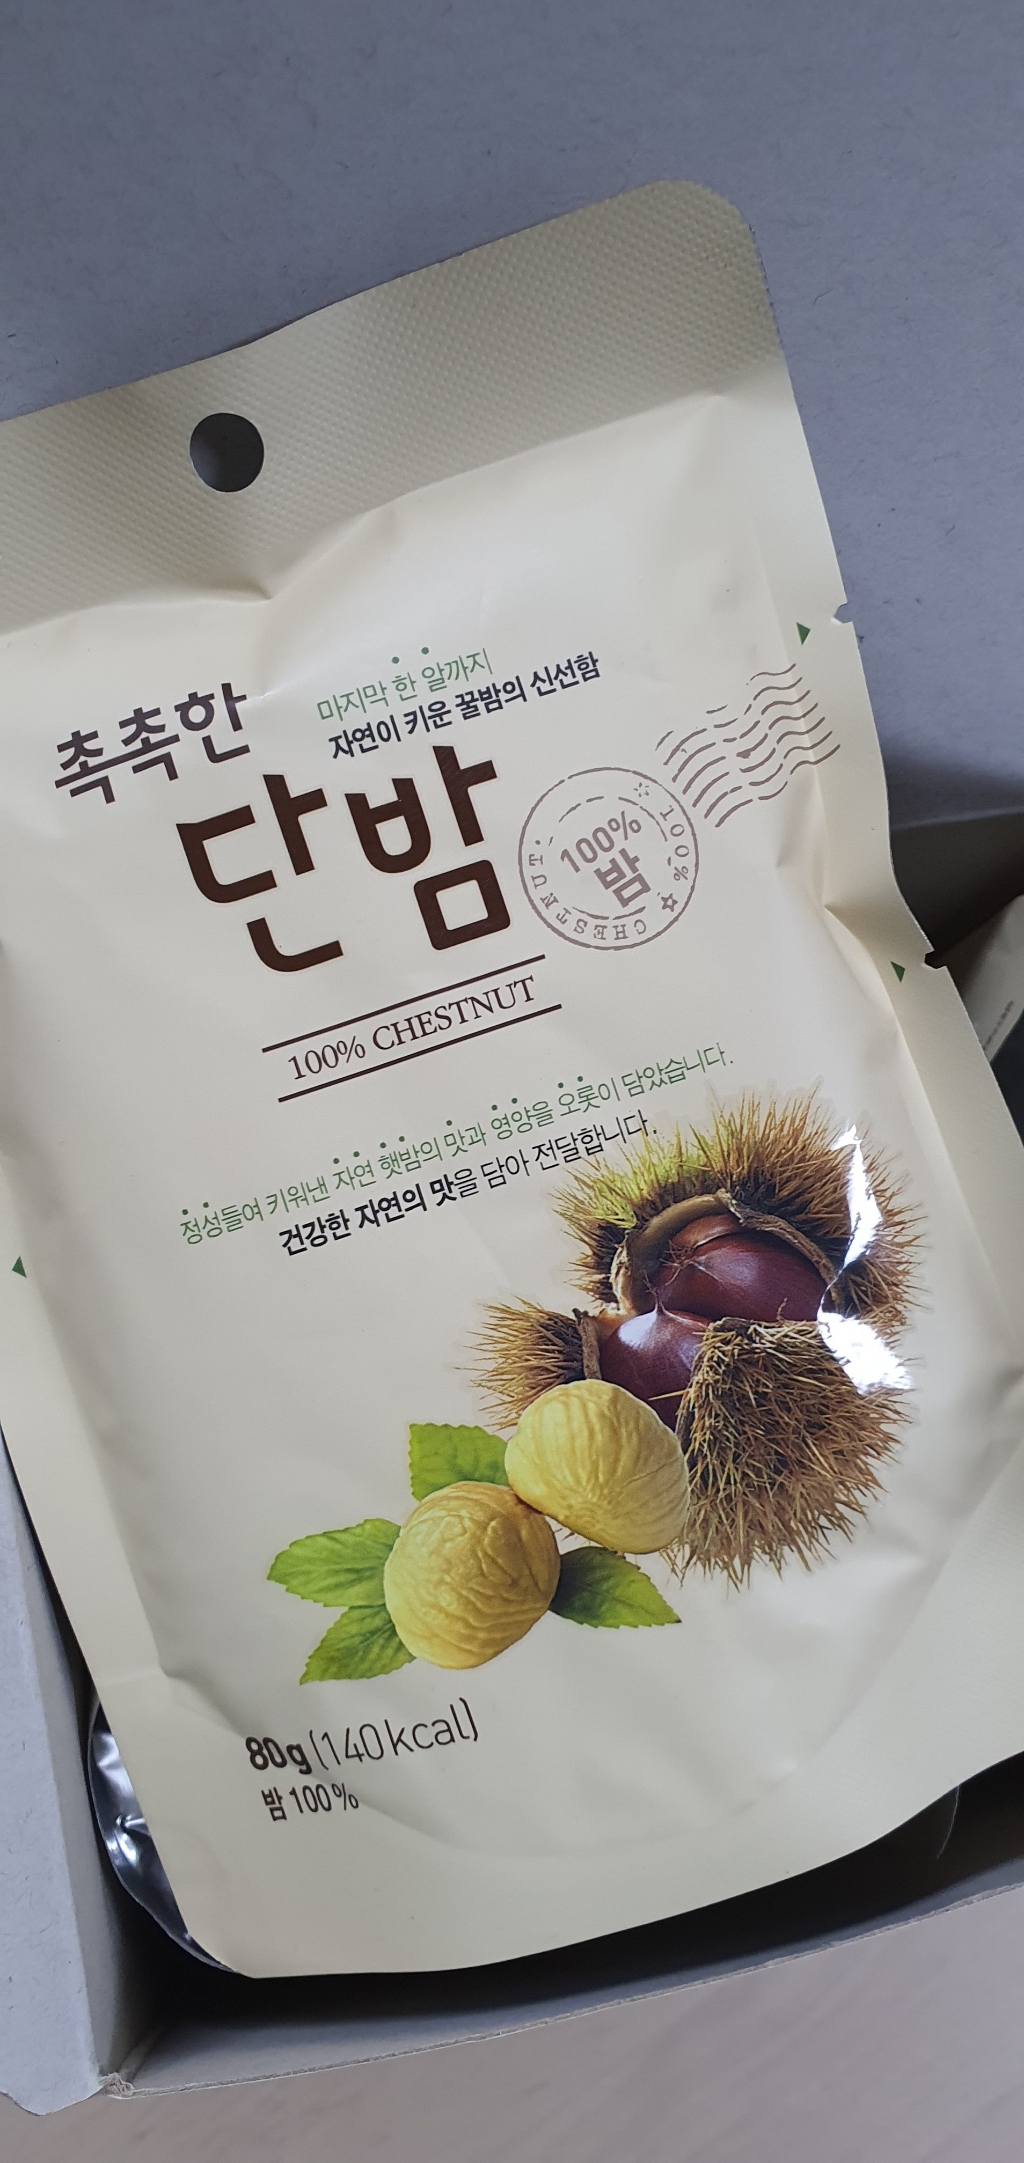 마지막 한 알까지
자연이 키운 꿀밤의 신선함
촉촉한
단밤
100%
밤
CHESTNUT. 100%
100% CHESTNUT
정성들여 키워낸 자연 햇밤의 맛과 영양을 오롯이 담았습니다.
건강한 자연의 맛을 담아 전달합니다.
80g(140kcal)
밤 100%